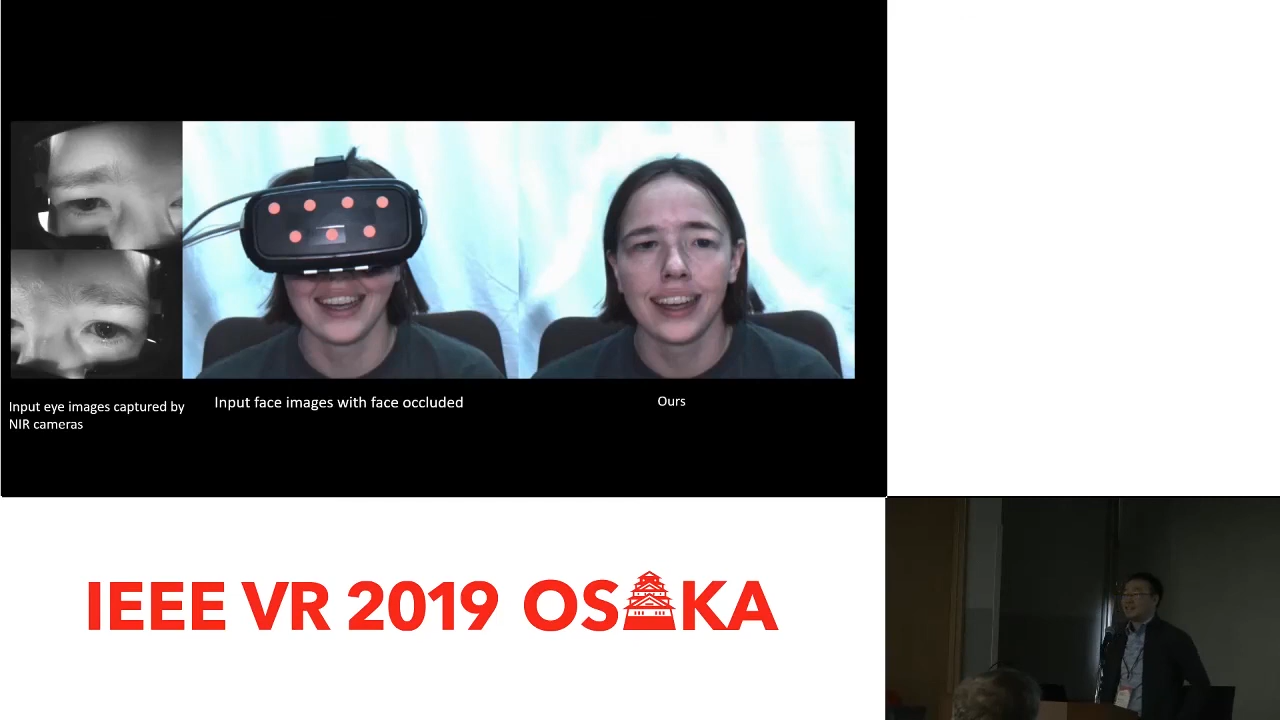 Input eye images captured by
NIR cameras
Input face images with face occluded
Ours
IEEE VR 2019 OSAKA